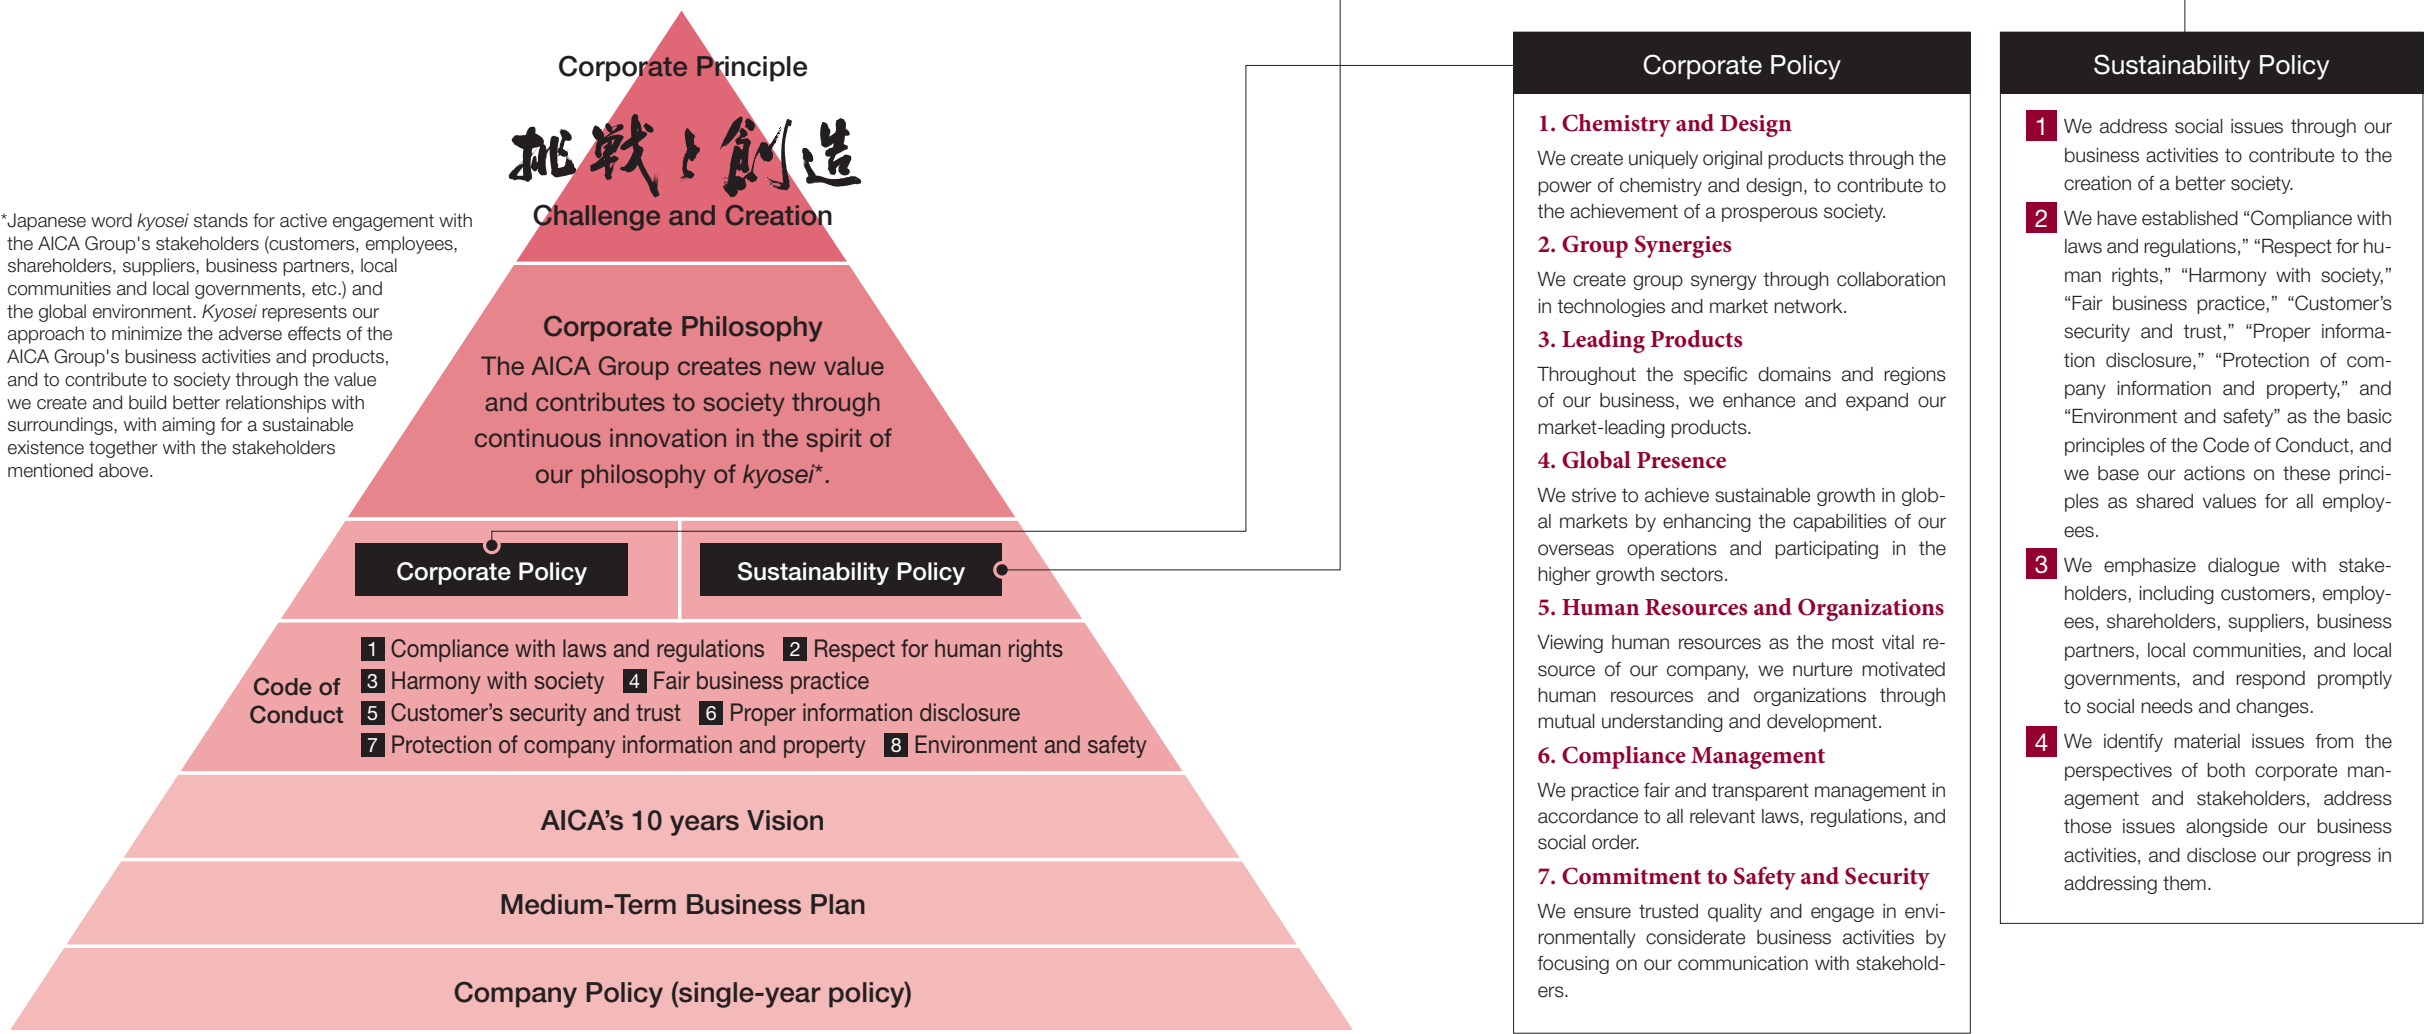 Corporate Principle
挑戦と創造
Challenge and Creation
*Japanese word kyosei stands for active engagement with
the AICA Group's stakeholders (customers, employees,
shareholders, suppliers, business partners, local
communities and local governments, etc.) and
the global environment. Kyosei represents our
approach to minimize the adverse effects of the
AICA Group's business activities and products,
and to contribute to society through the value
we create and build better relationships with
surroundings, with aiming for a sustainable
existence together with the stakeholders
mentioned above.
Corporate Philosophy
The AICA Group creates new value
and contributes to society through
continuous innovation in the spirit of
our philosophy of kyosei*.
Corporate Policy
Sustainability Policy
Code of
Conduct
1 Compliance with laws and regulations 2 Respect for human rights
3 Harmony with society 4 Fair business practice
5 Customer’s security and trust 6 Proper information disclosure
7 Protection of company information and property 8 Environment and safety
AICA’s 10 years Vision
Medium-Term Business Plan
Company Policy (single-year policy)
Corporate Policy
1. Chemistry and Design
We create uniquely original products through the
power of chemistry and design, to contribute to
the achievement of a prosperous society.
2. Group Synergies
We create group synergy through collaboration
in technologies and market network.
3. Leading Products
Throughout the specific domains and regions
of our business, we enhance and expand our
market-leading products.
4. Global Presence
We strive to achieve sustainable growth in glob-
al markets by enhancing the capabilities of our
overseas operations and participating in the
higher growth sectors.
5. Human Resources and Organizations
Viewing human resources as the most vital re-
source of our company, we nurture motivated
human resources and organizations through
mutual understanding and development.
6. Compliance Management
We practice fair and transparent management in
accordance to all relevant laws, regulations, and
social order.
7. Commitment to Safety and Security
We ensure trusted quality and engage in envi-
ronmentally considerate business activities by
focusing on our communication with stakehold-
ers.
Sustainability Policy
1 We address social issues through our
business activities to contribute to the
creation of a better society.
2 We have established “Compliance with
laws and regulations,” “Respect for hu-
man rights,” “Harmony with society,”
“Fair business practice,” “Customer’s
security and trust,” “Proper informa-
tion disclosure,” “Protection of com-
pany information and property,” and
“Environment and safety” as the basic
principles of the Code of Conduct, and
we base our actions on these princi-
ples as shared values for all employ-
ees.
3 We emphasize dialogue with stake-
holders, including customers, employ-
ees, shareholders, suppliers, business
partners, local communities, and local
governments, and respond promptly
to social needs and changes.
4 We identify material issues from the
perspectives of both corporate man-
agement and stakeholders, address
those issues alongside our business
activities, and disclose our progress in
addressing them.